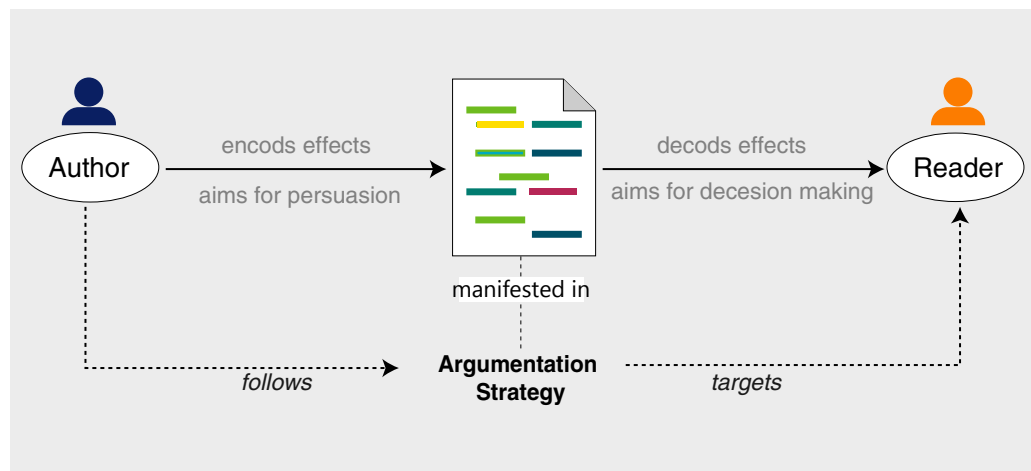 Author
encods effects
aims for persuasion
decods effects
aims for decesion making
Reader
manifested in
Argumentation
Strategy
follows
targets